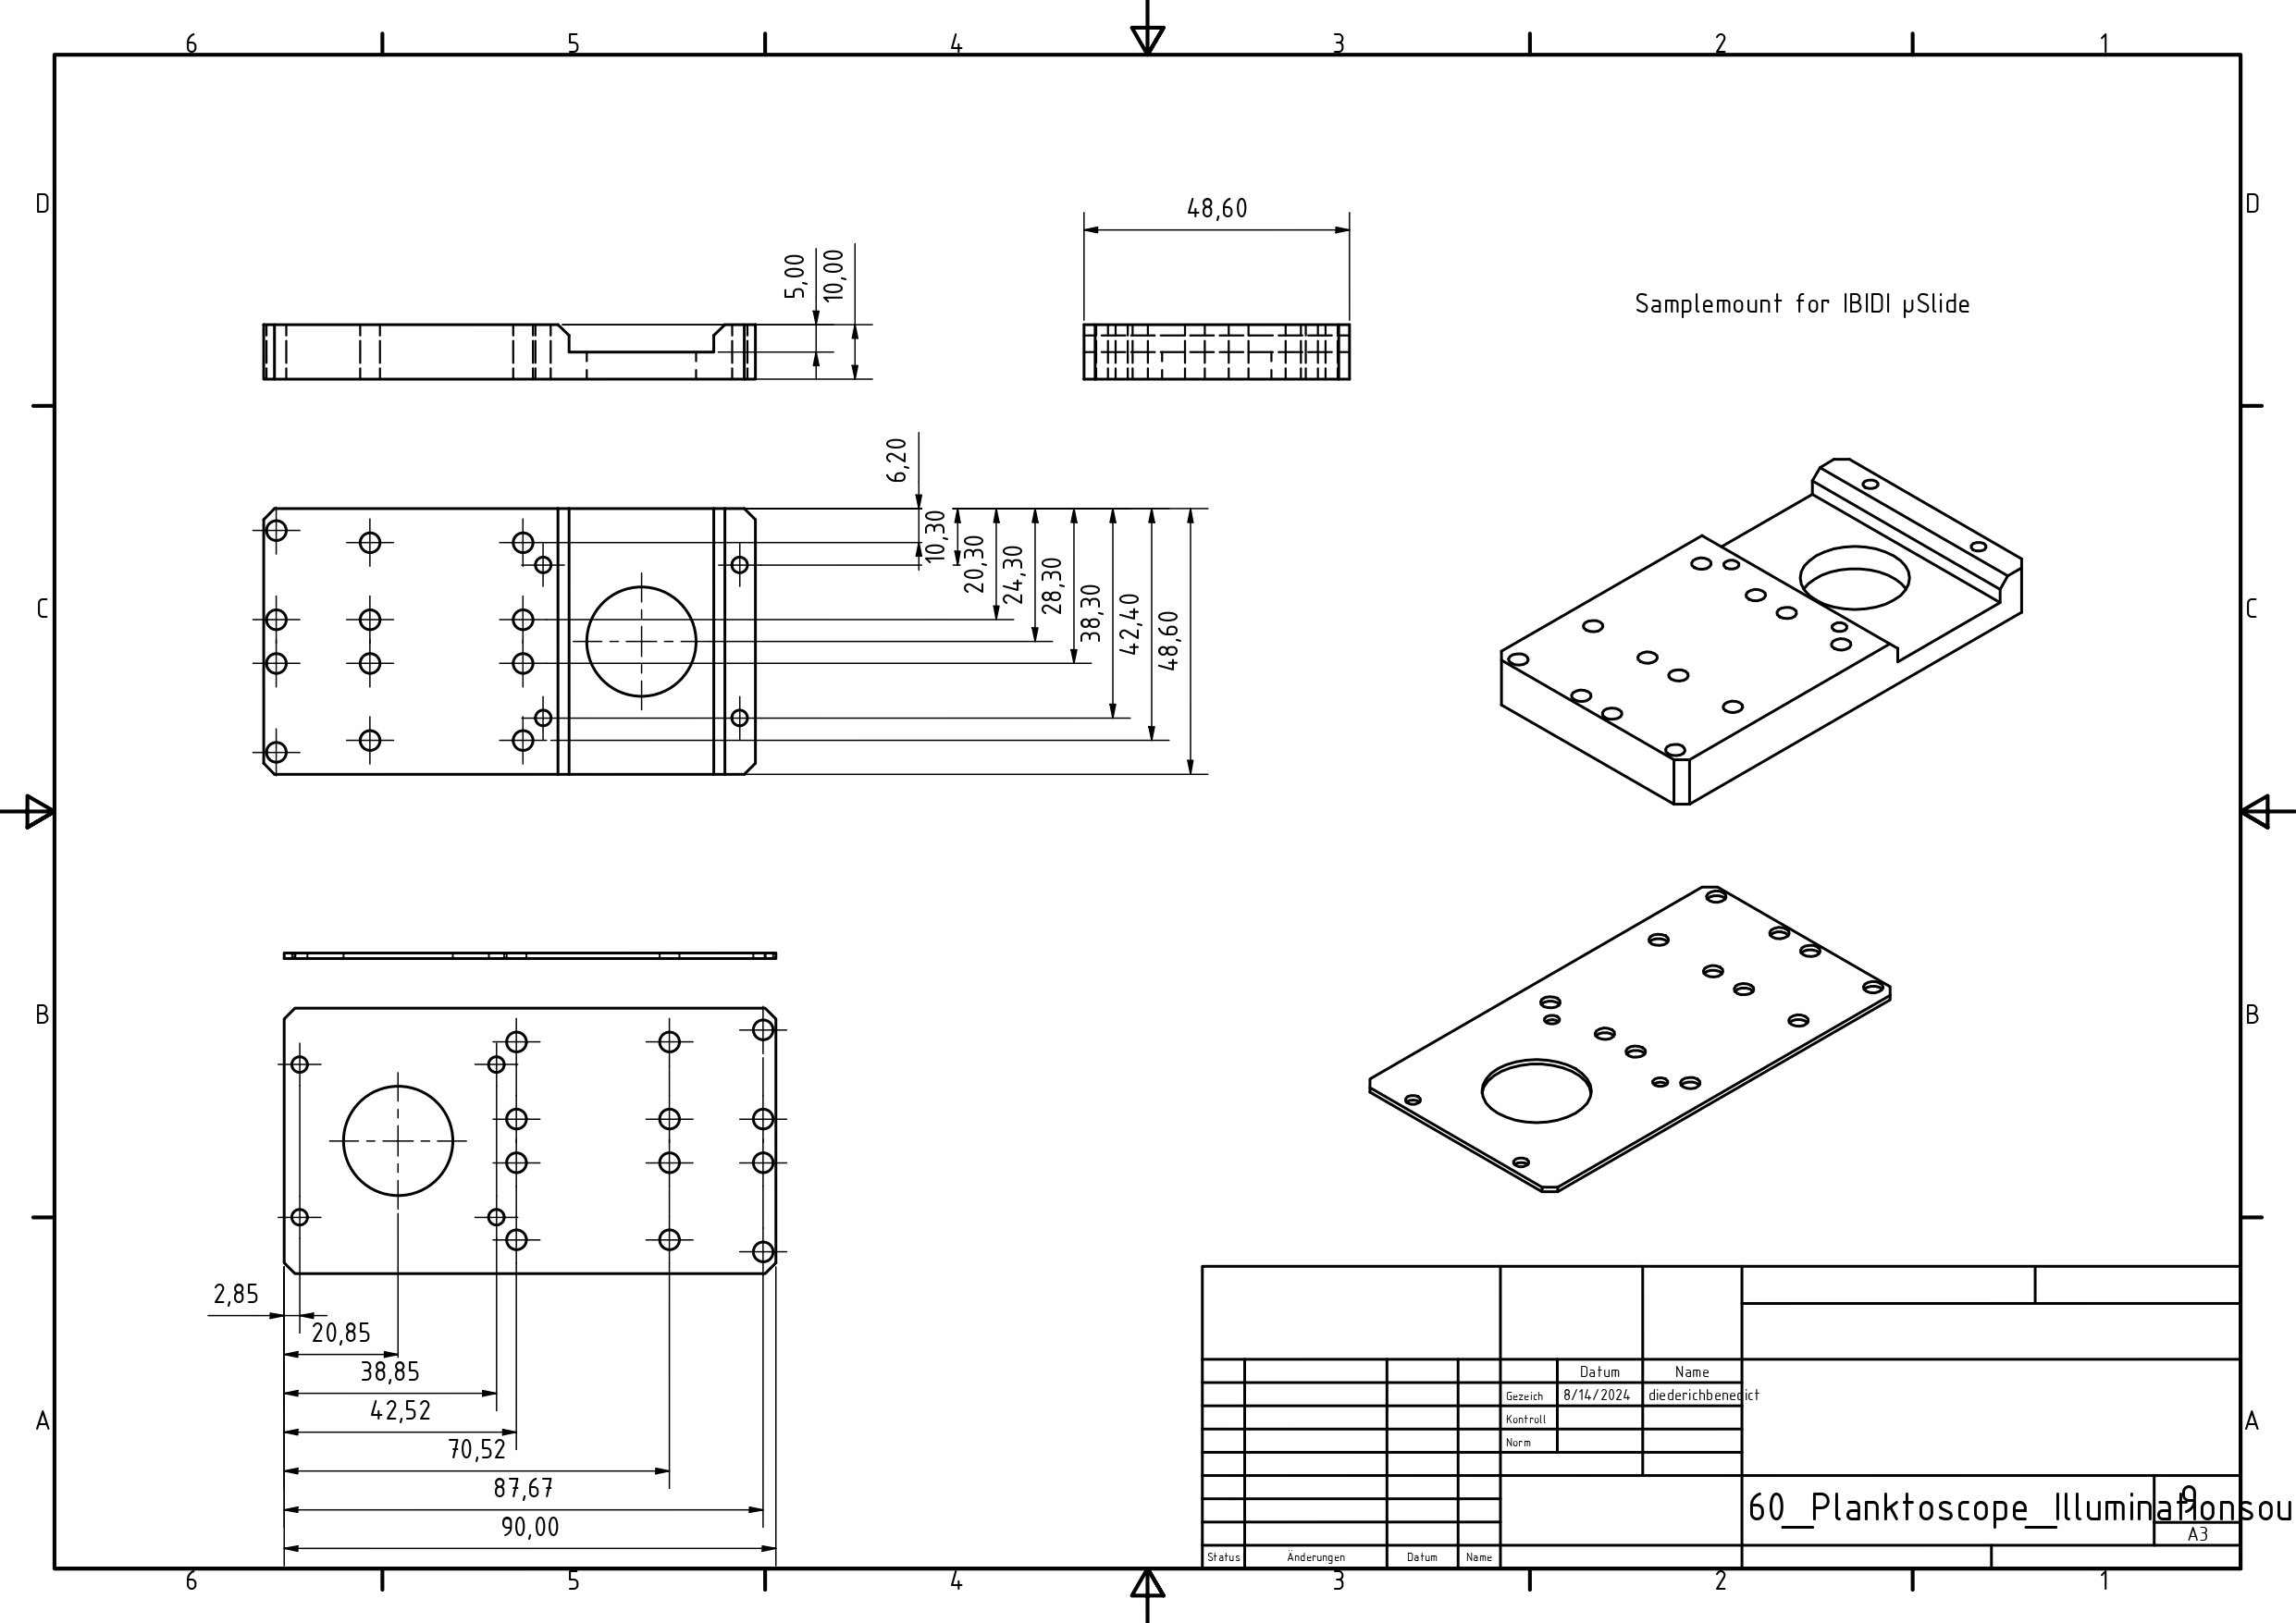 6 5 4 3 2 1
D D
48,60
5,00
10,00
Samplemount for IBIDI µSlide
6,20
10,30
20,30
24,30
28,30
38,30
42,40
48,60
C C
B B
2,85
20,85
38,85
42,52
70,52
87,67
90,00
A A
Datum Name
Gezeich 8/14/2024 diederichbenedict
Kontroll
Norm
60_Planktoscope_Illuminationsou
9
A3
Status Änderungen Datum Name
6 5 4 3 2 1